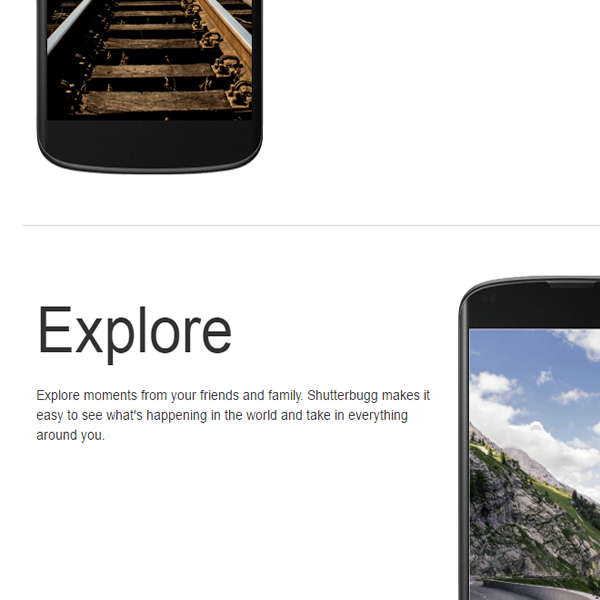 Explore
Explore moments from your friends and family. Shutterbugg makes it
easy to see what's happening in the world and take in everything
around you.